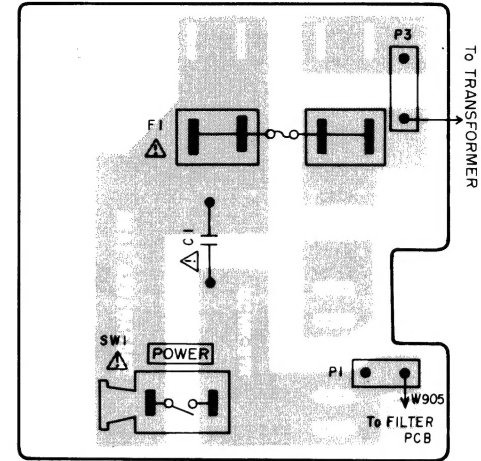 P3
To TRANSFORMER
F1
C1
SW1
POWER
P1
W905
To FILTER
PCB